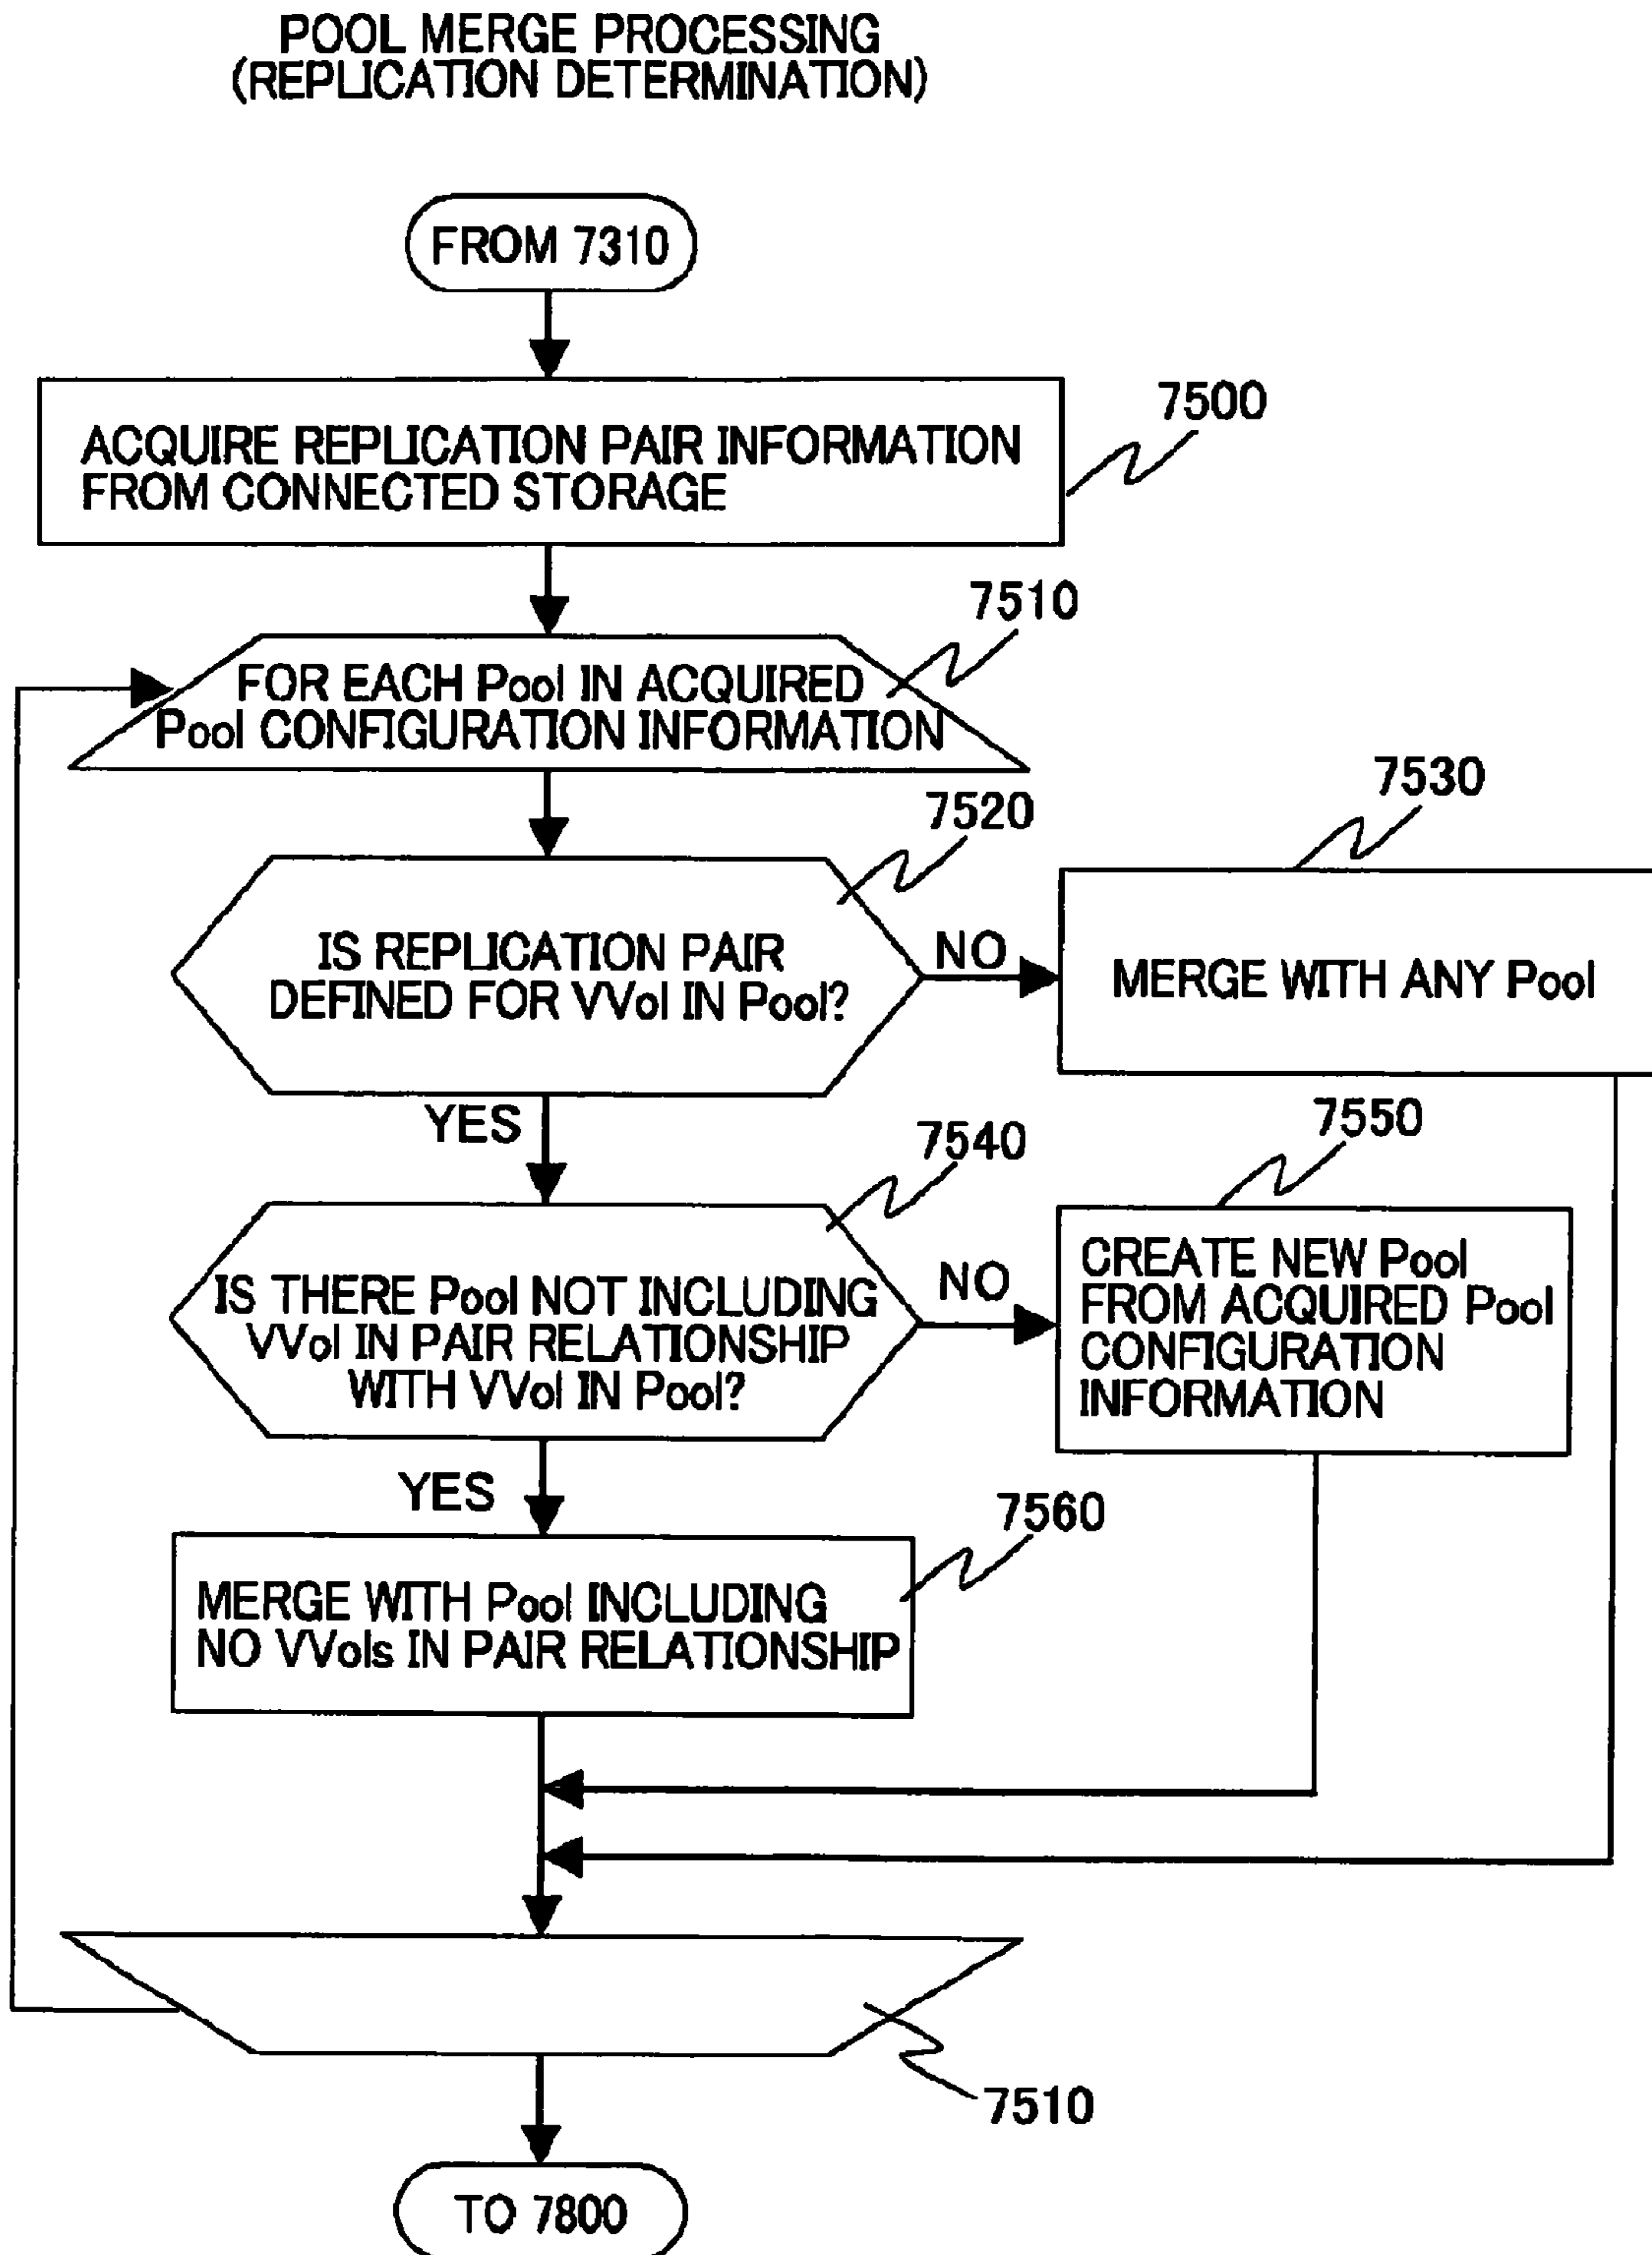 POOL MERGE PROCESSING
(REPLICATION DETERMINATION)
FROM 7310
7500
ACQUIRE REPLICATION PAIR INFORMATION
FROM CONNECTED STORAGE
7510
FOR EACH Pool IN ACQUIRED
Pool CONFIGURATION INFORMATION
7520
IS REPLICATION PAIR
DEFINED FOR VVol IN Pool?
NO
7530
MERGE WITH ANY Pool
YES
7540
IS THERE Pool NOT INCLUDING
VVol IN PAIR RELATIONSHIP
WITH VVol IN Pool?
NO
7550
CREATE NEW Pool
FROM ACQUIRED Pool
CONFIGURATION
INFORMATION
YES
7560
MERGE WITH Pool INCLUDING
NO VVols IN PAIR RELATIONSHIP
7510
TO 7800